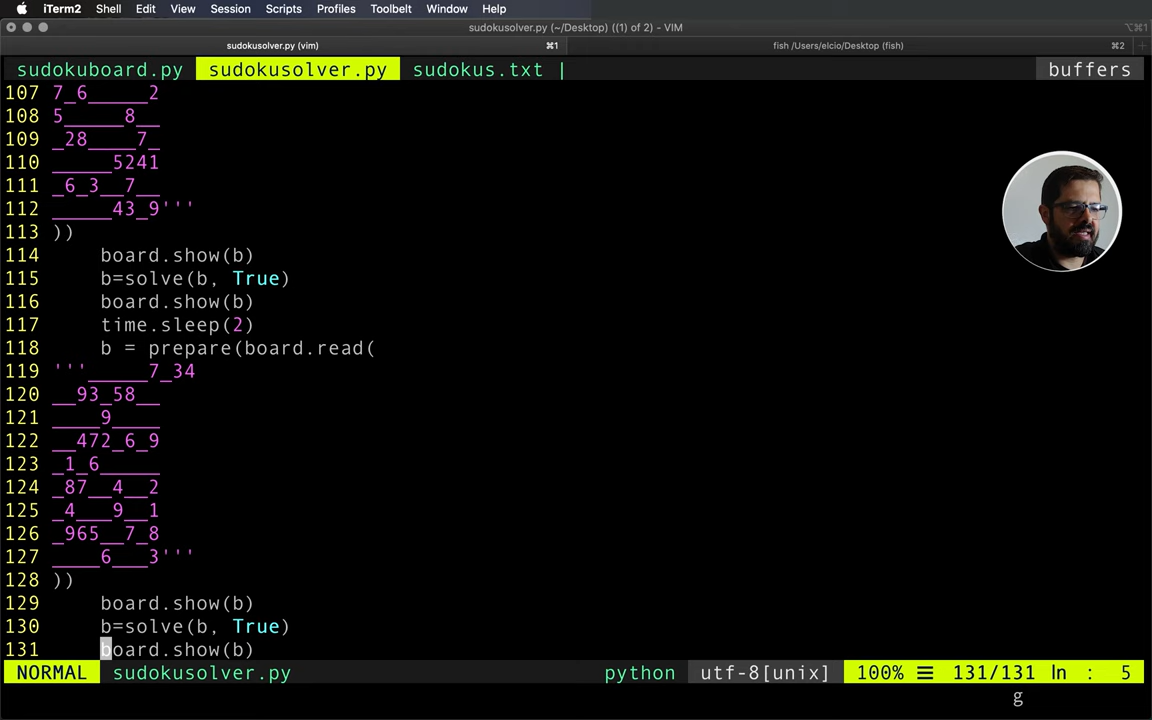 iTerm2 Shell Edit View Session Scripts Profiles Toolbelt Window Help
sudokusolver.py (~/Desktop) ((1) of 2) - VIM ⌥⌘1
sudokusolver.py (vim) ⌘1 fish /Users/elcio/Desktop (fish) ⌘2 +
sudokuboard.py sudokusolver.py sudokus.txt | buffers
107 7_6_____2
108 5_____8__
109 _28____7_
110 _____5241
111 _6_3__7__
112 _____43_9'''
113 ))
114     board.show(b)
115     b=solve(b, True)
116     board.show(b)
117     time.sleep(2)
118     b = prepare(board.read(
119 '''_____7_34
120 __93_58__
121 ____9____
122 __472_6_9
123 _1_6_____
124 _87__4__2
125 _4___9__1
126 _965__7_8
127 ____6___3'''
128 ))
129     board.show(b)
130     b=solve(b, True)
131     board.show(b)
NORMAL sudokusolver.py python utf-8[unix] 100% ☰ 131/131 ln : 5
g